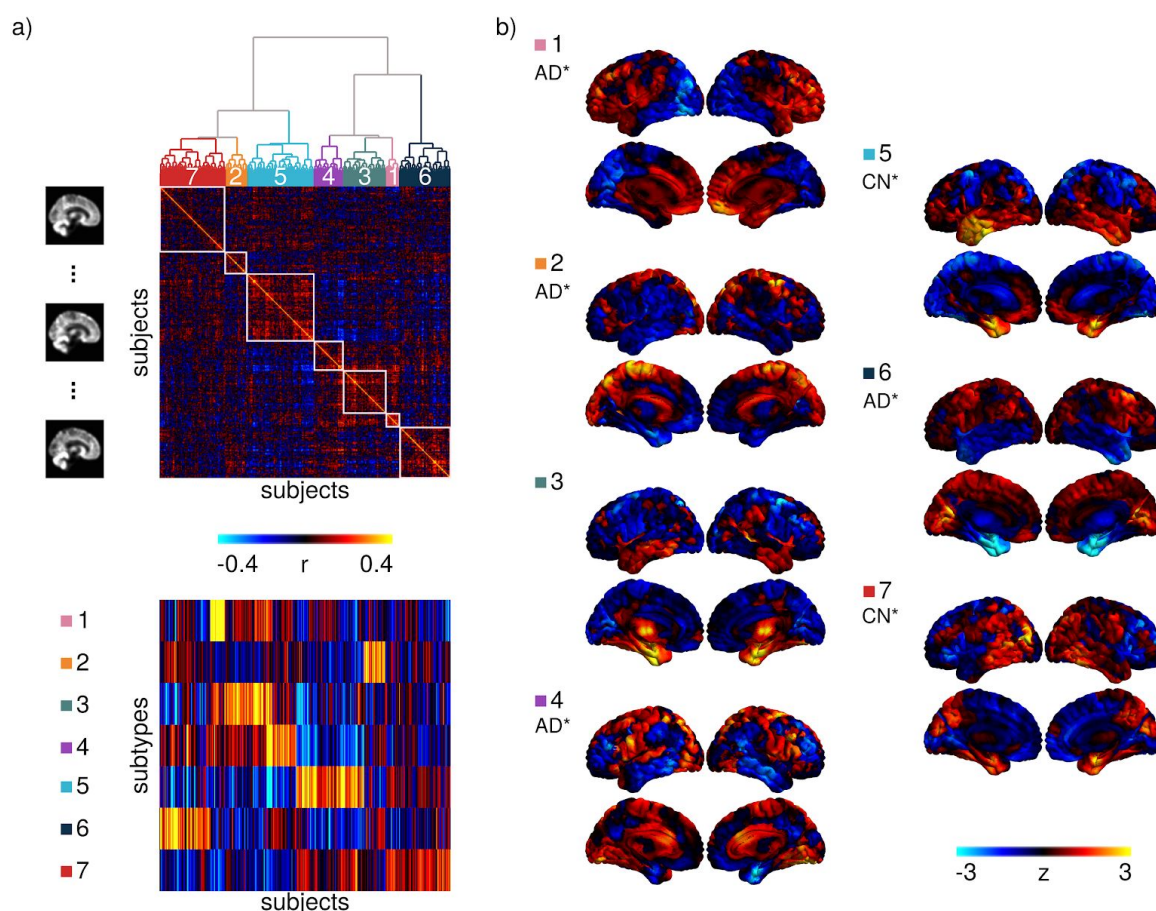 a)
7 2 5 4 3 1 6
...
...
subjects
subjects
-0.4 r 0.4
1
2
3
4
5
6
7
subtypes
subjects
b)
1
AD*
2
AD*
3
4
AD*
5
CN*
6
AD*
7
CN*
-3 z 3